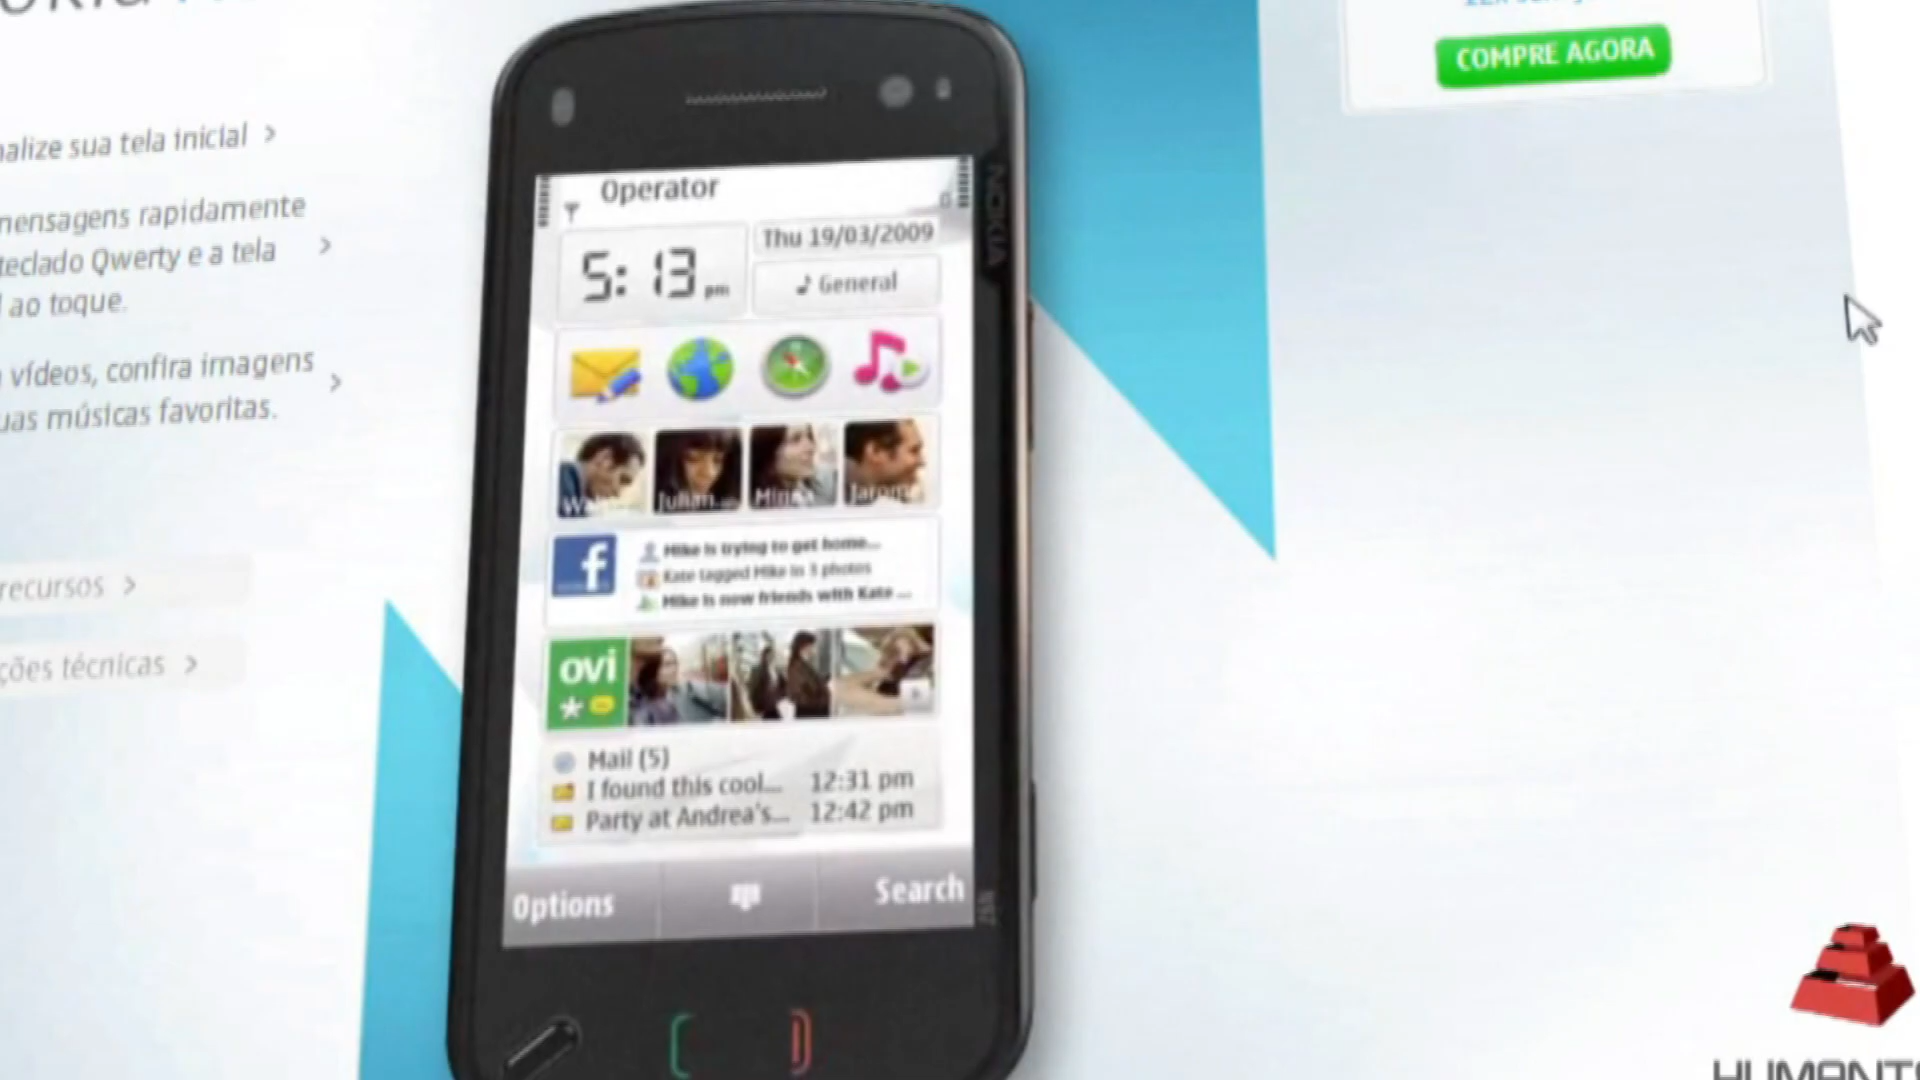 COMPRE AGORA
alize sua tela inicial
mensagens rapidamente
teclado Qwerty e a tela
ao toque.
vídeos, confira imagens
uas músicas favoritas.
recursos
ções técnicas
NOKIA
Operator
5:13 pm
Thu 19/03/2009
General
Julian...
Minna
f
Mike is trying to get home...
Kate tagged Mike in 3 photos
Mike is now friends with Kate ...
ovi
Mail (5)
I found this cool... 12:31 pm
Party at Andrea's... 12:42 pm
Options
Search
N97